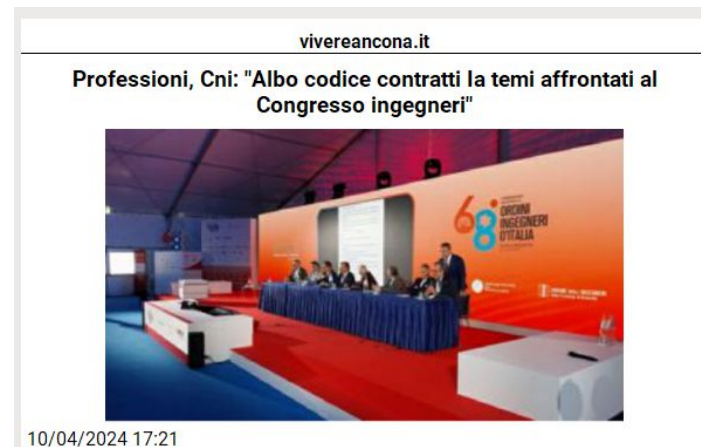 vivereancona.it
Professioni, Cni: "Albo codice contratti la temi affrontati al
Congresso ingegneri"
68°
ORDINI
INGEGNERI
D'ITALIA
10/04/2024 17:21